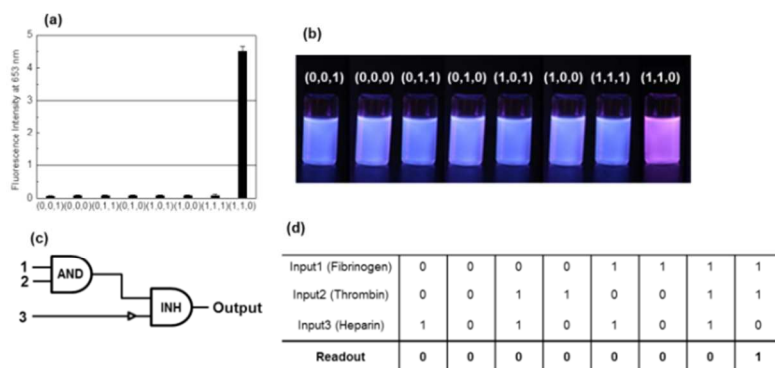 (a)
Fluorescence Intensity at 653 nm
5
4
3
1
1
0
(0,0,1)(0,0,0)(0,1,1)(0,1,0)(1,0,1)(1,0,0)(1,1,1)(1,1,0)
(b)
(0,0,1) (0,0,0) (0,1,1) (0,1,0) (1,0,1) (1,0,0) (1,1,1) (1,1,0)
(c)
1
2
AND
3
INH
Output
(d)
Input1 (Fibrinogen) 0 0 0 0 1 1 1 1
Input2 (Thrombin) 0 0 1 1 0 0 1 1
Input3 (Heparin) 1 0 1 0 1 0 1 0
Readout 0 0 0 0 0 0 0 1